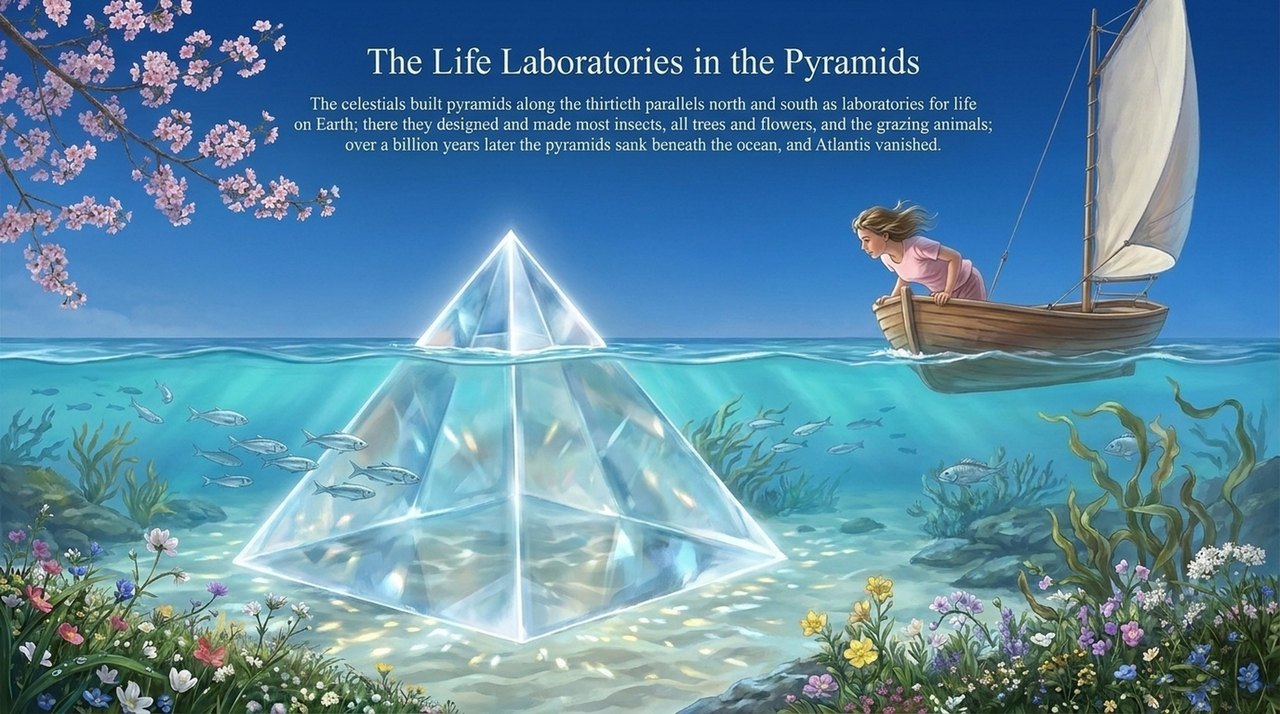 The Life Laboratories in the Pyramids
The celestials built pyramids along the thirtieth parallels north and south as laboratories for life
on Earth; there they designed and made most insects, all trees and flowers, and the grazing animals;
over a billion years later the pyramids sank beneath the ocean, and Atlantis vanished.